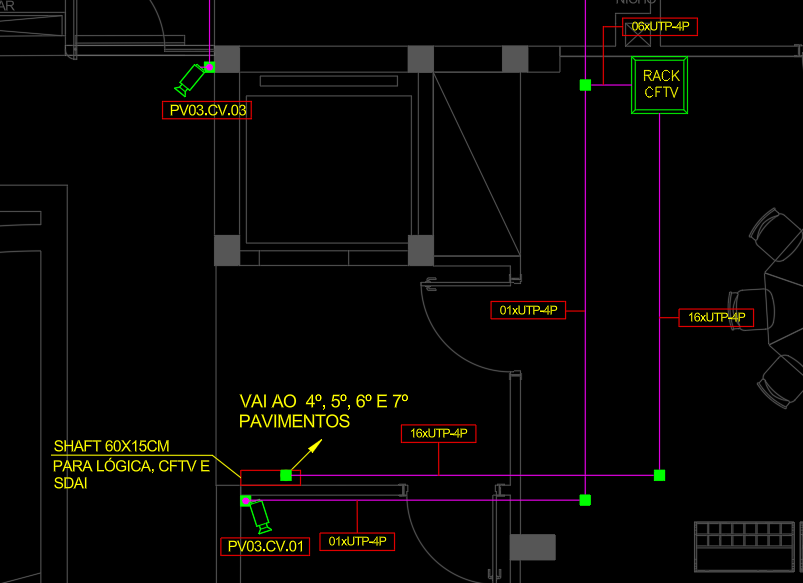 AR
NICHO
06xUTP-4P
RACK
CFTV
PV03.CV.03
01xUTP-4P
16xUTP-4P
VAI AO 4º, 5º, 6º E 7º
PAVIMENTOS
16xUTP-4P
SHAFT 60X15CM
PARA LÓGICA, CFTV E
SDAI
PV03.CV.01
01xUTP-4P